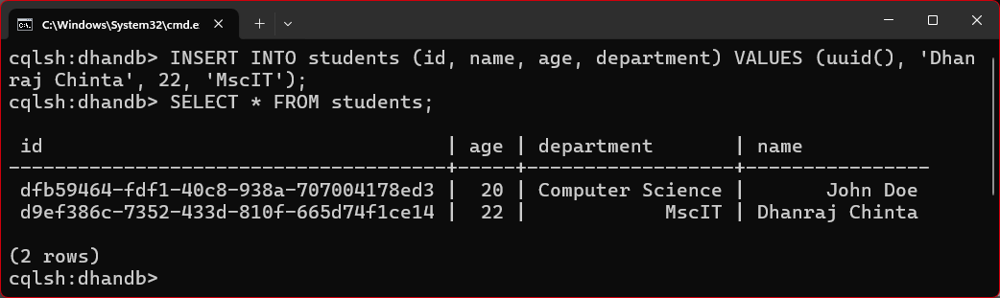 C:\Windows\System32\cmd.e
cqlsh:dhandb> INSERT INTO students (id, name, age, department) VALUES (uuid(), 'Dhan
raj Chinta', 22, 'MscIT');
cqlsh:dhandb> SELECT * FROM students;
 id                                   | age | department       | name
--------------------------------------+-----+------------------+----------------
 dfb59464-fdf1-40c8-938a-707004178ed3 |  20 | Computer Science |       John Doe
 d9ef386c-7352-433d-810f-665d74f1ce14 |  22 |            MscIT | Dhanraj Chinta
(2 rows)
cqlsh:dhandb>